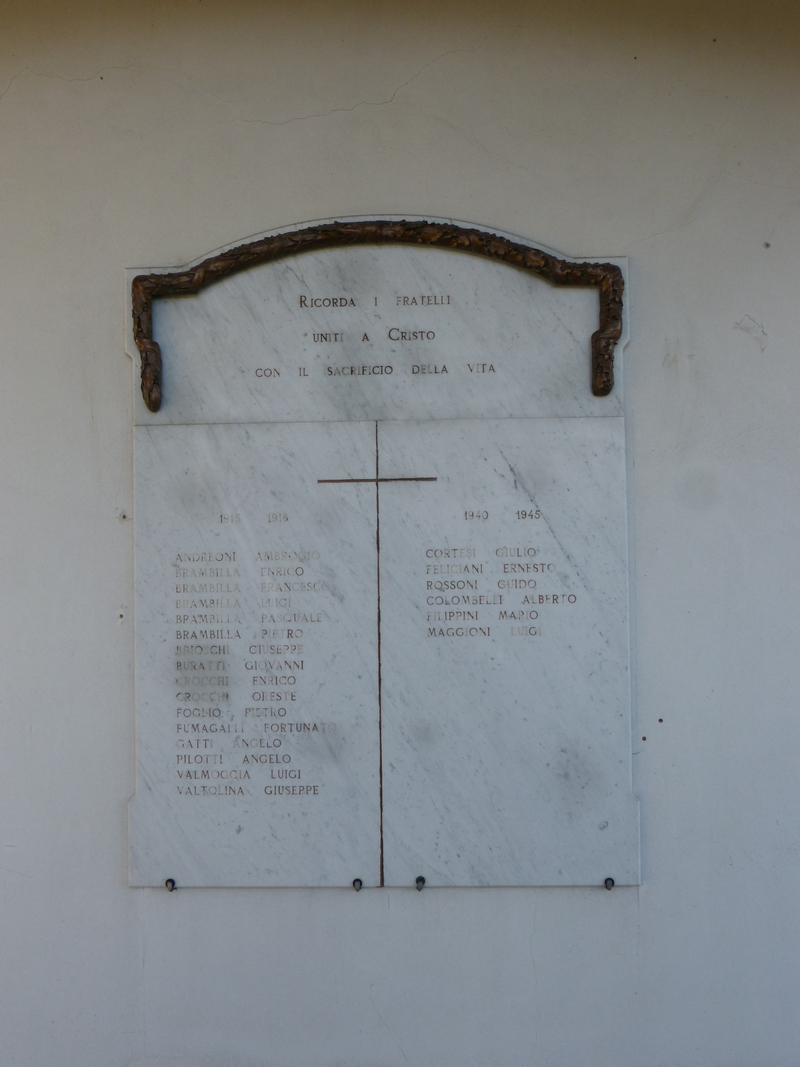 Ricorda i fratelli
uniti a Cristo
con il sacrificio della vita
1915 1918
ANDREONI AMBROGIO
BRAMBILLA ENRICO
BRAMBILLA FRANCESCO
BRAMBILLA LUIGI
BRAMBILLA PASQUALE
BRAMBILLA PIETRO
BRIOSCHI GIUSEPPE
BURATTI GIOVANNI
CROCCHI ENRICO
CROCCHI ORESTE
FOGLIO PIETRO
FUMAGALLI FORTUNATO
GATTI ANGELO
PILOTTI ANGELO
VALMOGGIA LUIGI
VALTOLINA GIUSEPPE
1940 1945
CORTESI GIULIO
FELICIANI ERNESTO
ROSSONI GUIDO
COLOMBELLI ALBERTO
FILIPPINI MARIO
MAGGIONI LUIGI